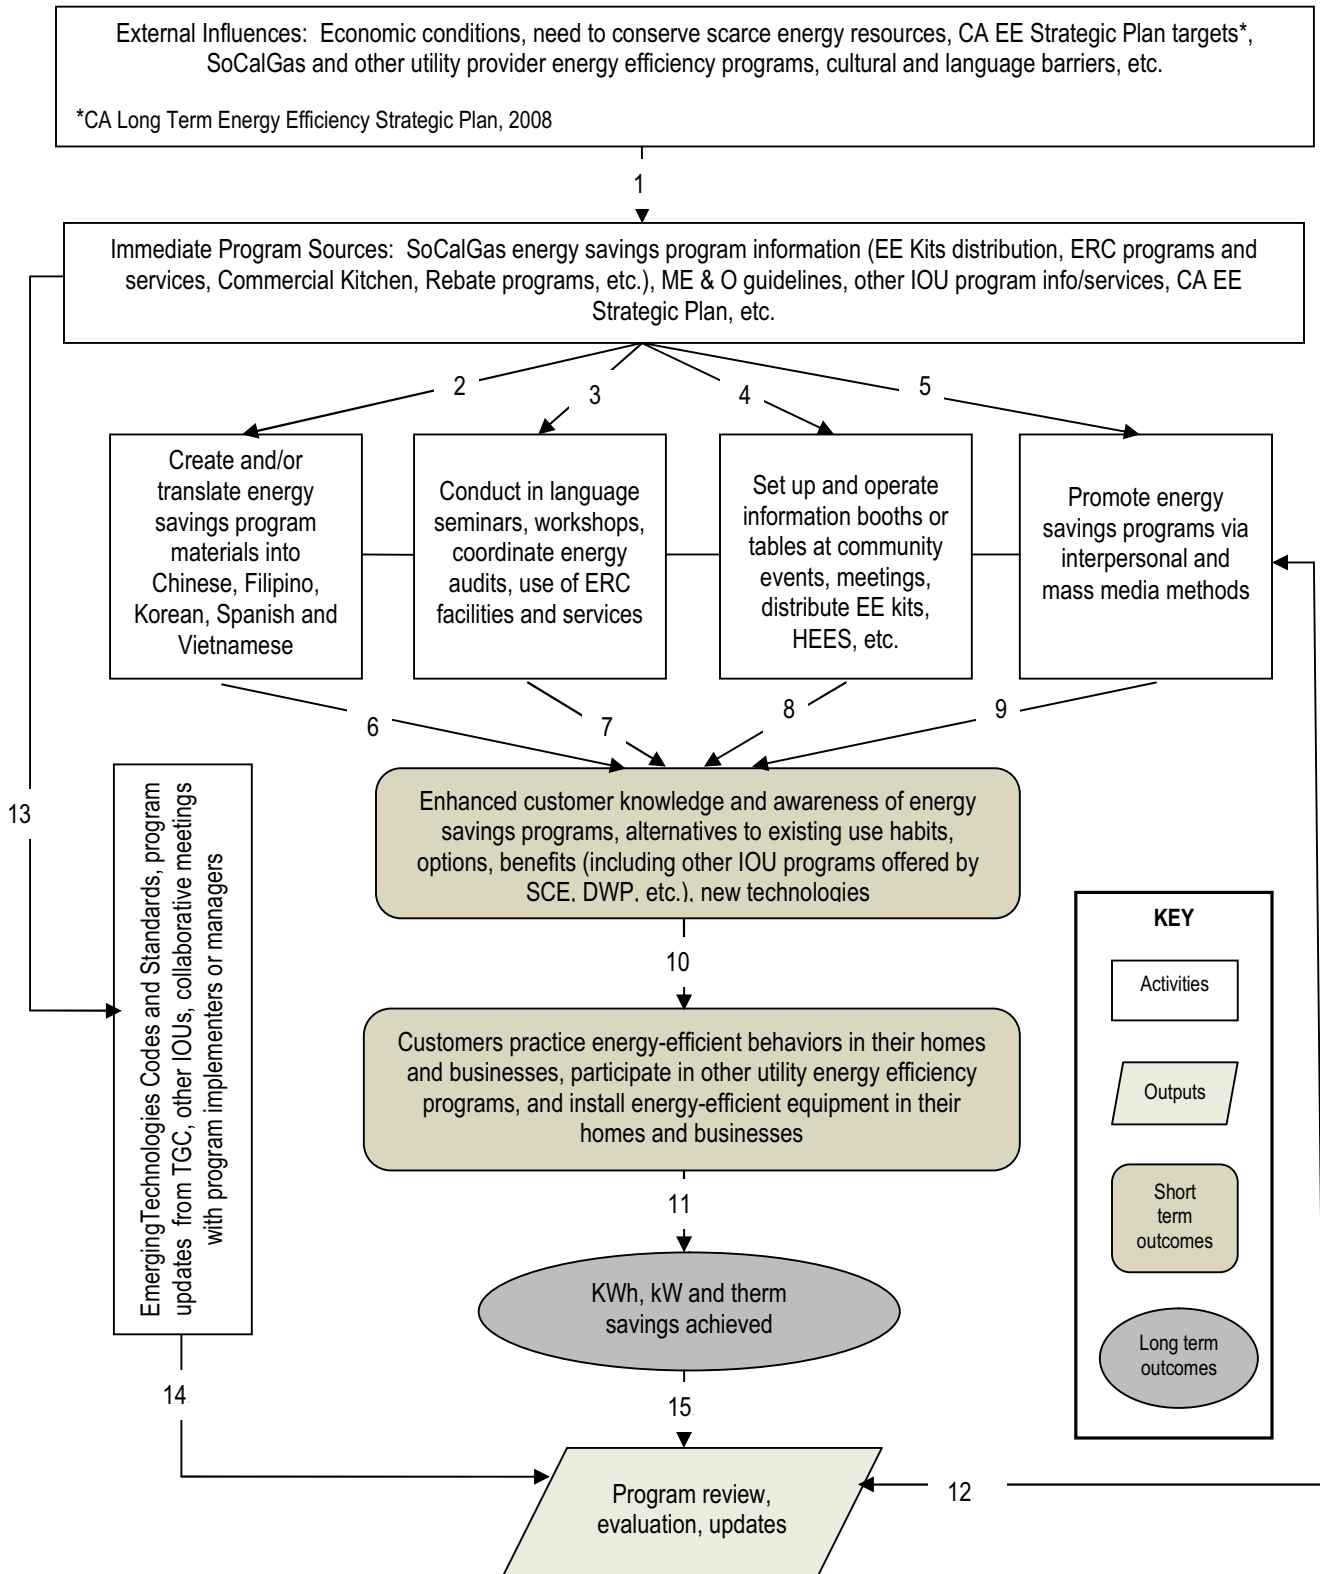 External Influences: Economic conditions, need to conserve scarce energy resources, CA EE Strategic Plan targets*,
SoCalGas and other utility provider energy efficiency programs, cultural and language barriers, etc.
*CA Long Term Energy Efficiency Strategic Plan, 2008
1
Immediate Program Sources: SoCalGas energy savings program information (EE Kits distribution, ERC programs and
services, Commercial Kitchen, Rebate programs, etc.), ME & O guidelines, other IOU program info/services, CA EE
Strategic Plan, etc.
2
3
4
5
Create and/or
translate energy
savings program
materials into
Chinese, Filipino,
Korean, Spanish and
Vietnamese
Conduct in language
seminars, workshops,
coordinate energy
audits, use of ERC
facilities and services
Set up and operate
information booths or
tables at community
events, meetings,
distribute EE kits,
HEES, etc.
Promote energy
savings programs via
interpersonal and
mass media methods
6
7
8
9
13
EmergingTechnologies Codes and Standards, program
updates from TGC, other IOUs, collaborative meetings
with program implementers or managers
Enhanced customer knowledge and awareness of energy
savings programs, alternatives to existing use habits,
options, benefits (including other IOU programs offered by
SCE, DWP, etc.), new technologies
10
Customers practice energy-efficient behaviors in their homes
and businesses, participate in other utility energy efficiency
programs, and install energy-efficient equipment in their
homes and businesses
11
KWh, kW and therm
savings achieved
KEY
Activities
Outputs
Short
term
outcomes
Long term
outcomes
14
15
12
Program review,
evaluation, updates